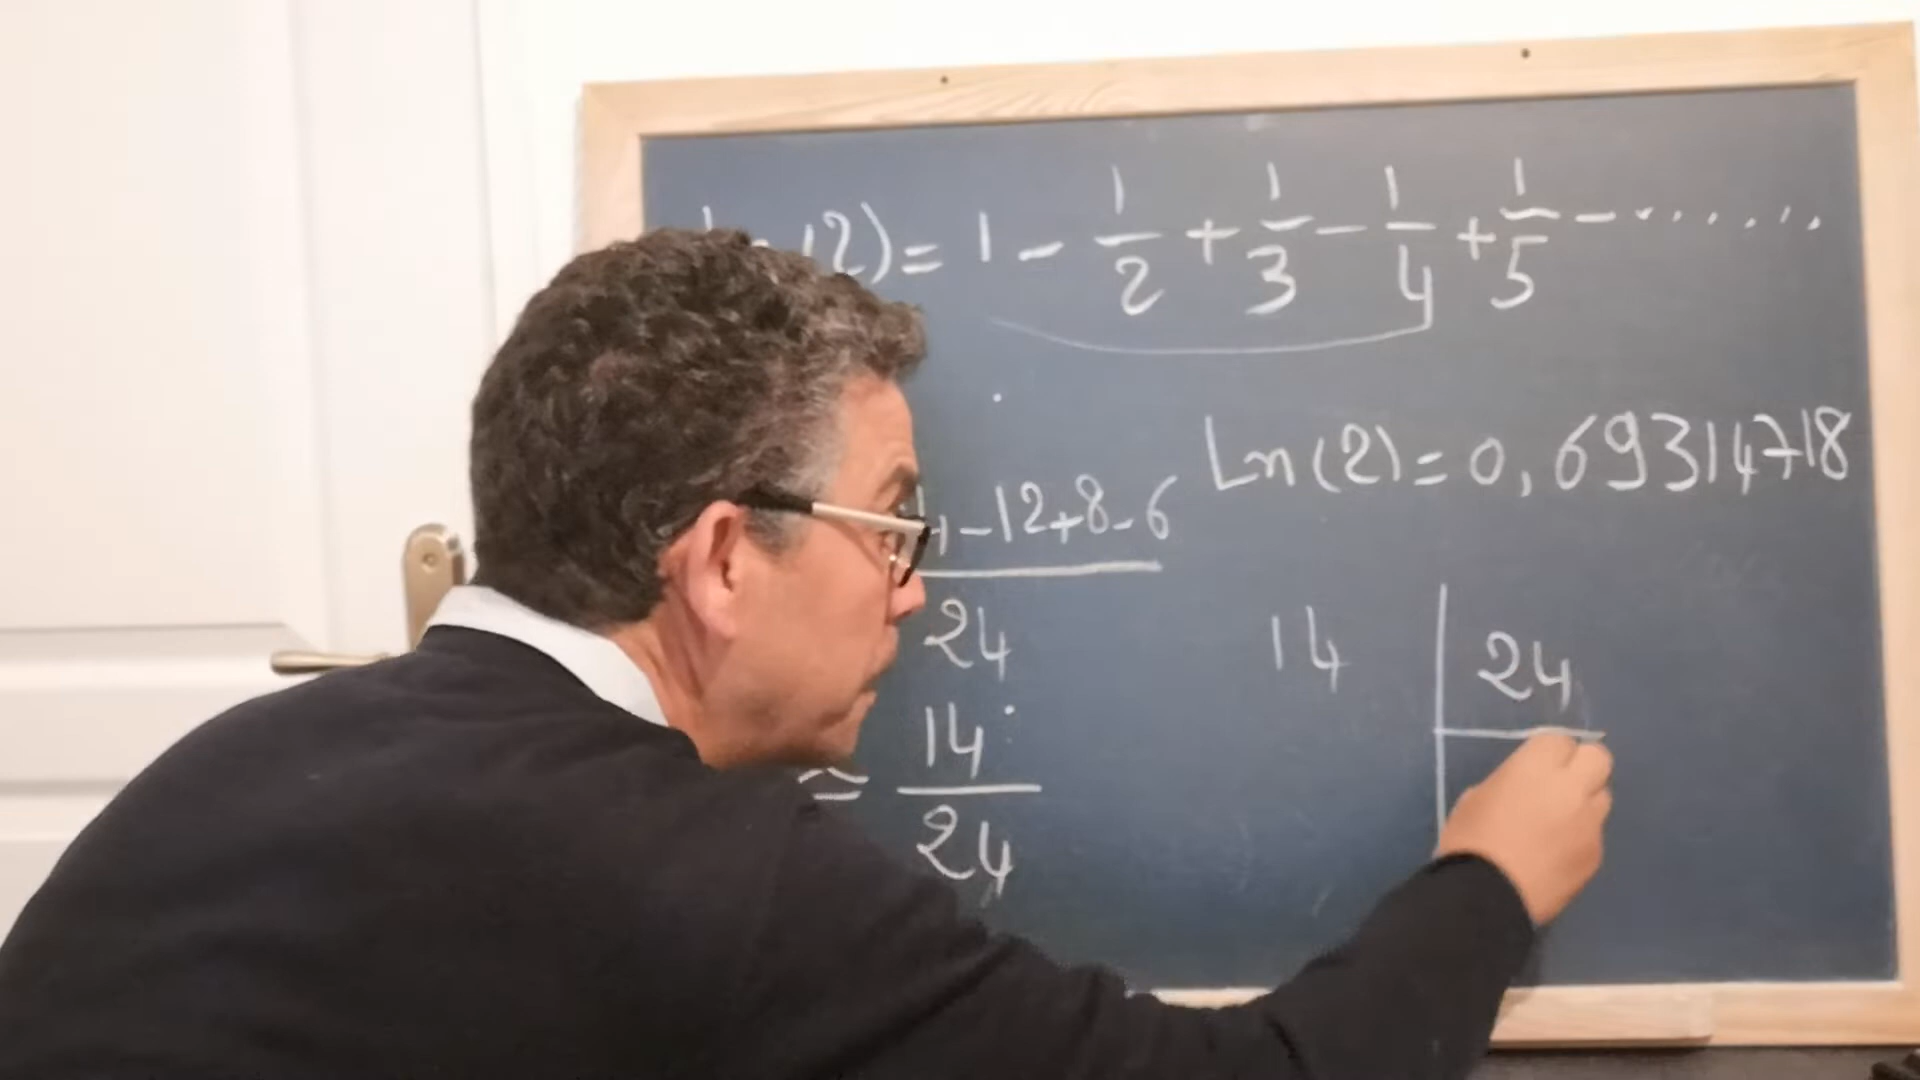 (2) = 1 - 1/2 + 1/3 - 1/4 + 1/5 - .......
Ln(2) = 0,69314718
-12+8-6
24
≃ 14/24
14 | 24